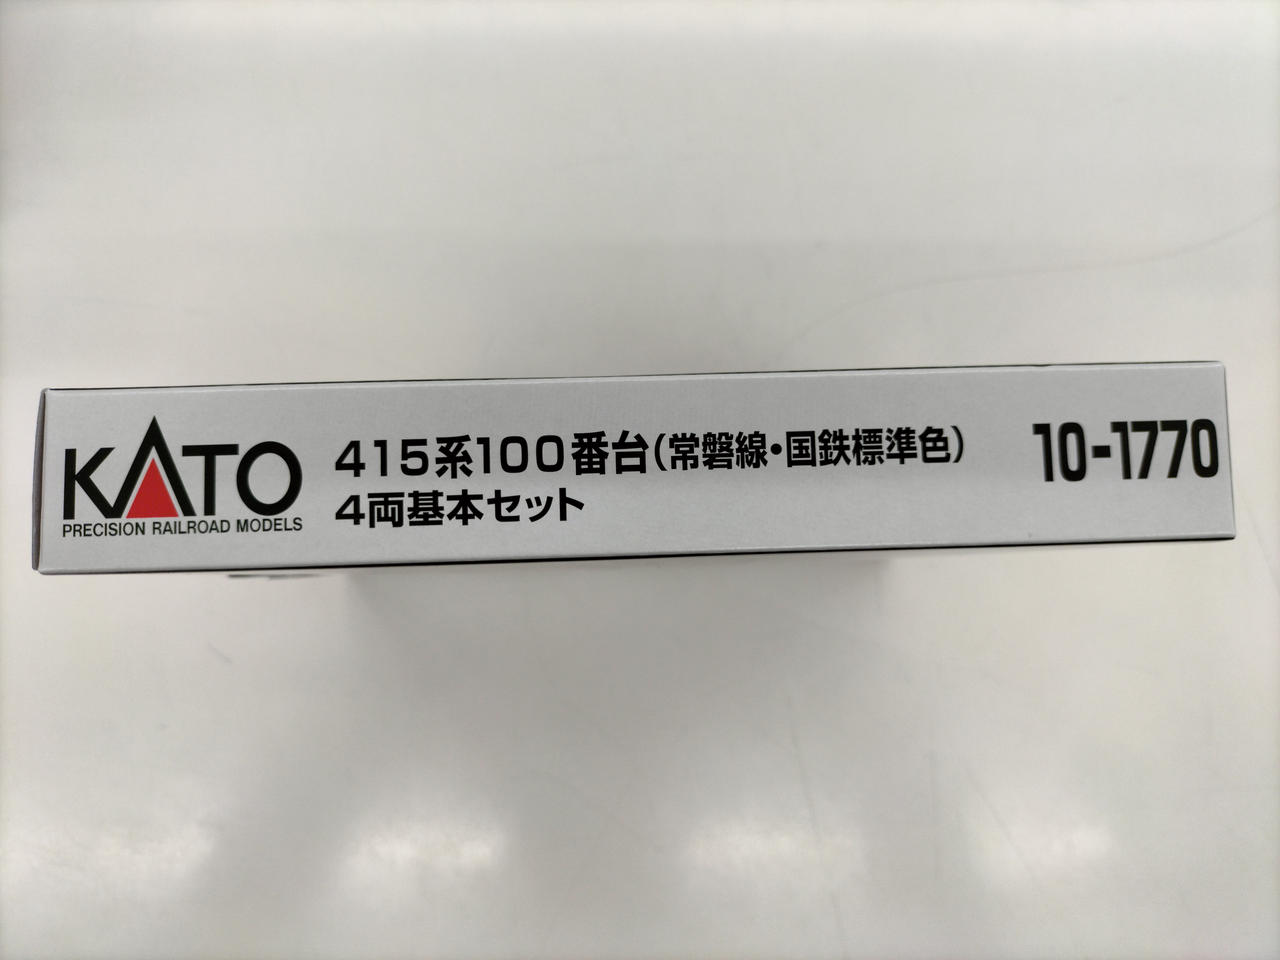 KATO
PRECISION RAILROAD MODELS
415系100番台(常磐線・国鉄標準色)
4両基本セット
10-1770